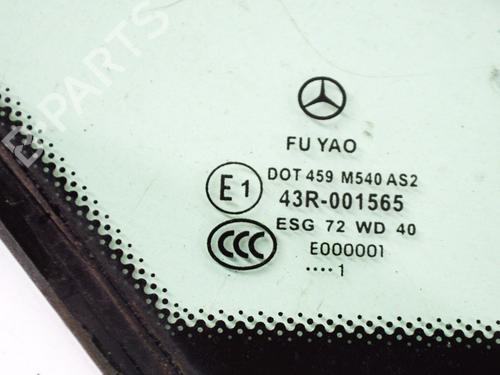 FU YAO
DOT 459 M540 AS2
E1 43R-001565
CCC ESG 72 WD 40
E000001
....1
B-PARTS